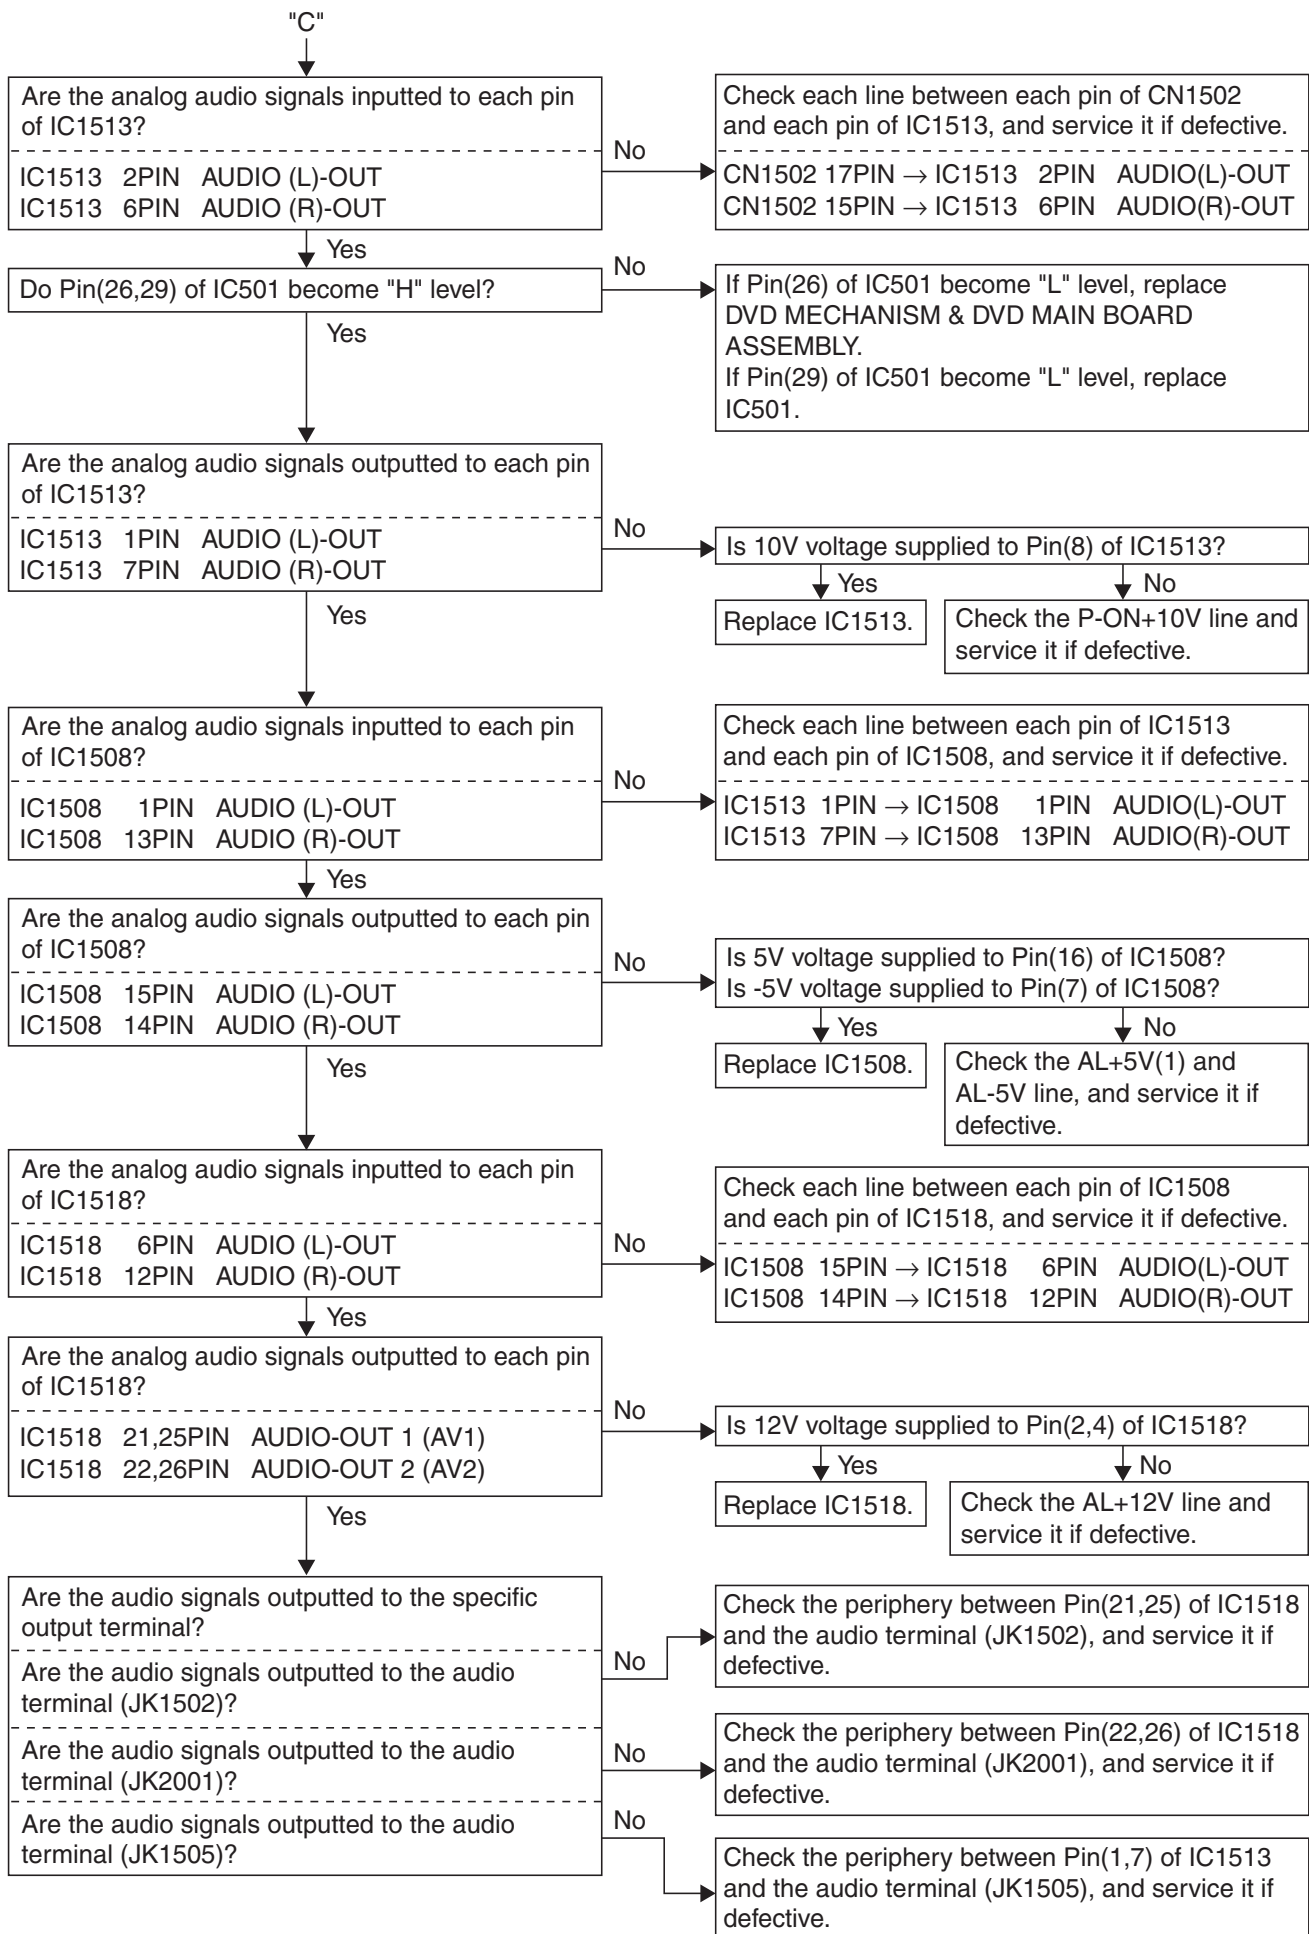 "C"
Are the analog audio signals inputted to each pin
of IC1513?
IC1513 2PIN AUDIO (L)-OUT
IC1513 6PIN AUDIO (R)-OUT
No
Check each line between each pin of CN1502
and each pin of IC1513, and service it if defective.
CN1502 17PIN → IC1513 2PIN AUDIO(L)-OUT
CN1502 15PIN → IC1513 6PIN AUDIO(R)-OUT
Yes
Do Pin(26,29) of IC501 become "H" level?
No
If Pin(26) of IC501 become "L" level, replace
DVD MECHANISM & DVD MAIN BOARD
ASSEMBLY.
If Pin(29) of IC501 become "L" level, replace
IC501.
Yes
Are the analog audio signals outputted to each pin
of IC1513?
IC1513 1PIN AUDIO (L)-OUT
IC1513 7PIN AUDIO (R)-OUT
No
Is 10V voltage supplied to Pin(8) of IC1513?
Yes
No
Replace IC1513.
Check the P-ON+10V line and
service it if defective.
Yes
Are the analog audio signals inputted to each pin
of IC1508?
IC1508 1PIN AUDIO (L)-OUT
IC1508 13PIN AUDIO (R)-OUT
No
Check each line between each pin of IC1513
and each pin of IC1508, and service it if defective.
IC1513 1PIN → IC1508 1PIN AUDIO(L)-OUT
IC1513 7PIN → IC1508 13PIN AUDIO(R)-OUT
Yes
Are the analog audio signals outputted to each pin
of IC1508?
IC1508 15PIN AUDIO (L)-OUT
IC1508 14PIN AUDIO (R)-OUT
No
Is 5V voltage supplied to Pin(16) of IC1508?
Is -5V voltage supplied to Pin(7) of IC1508?
Yes
No
Replace IC1508.
Check the AL+5V(1) and
AL-5V line, and service it if
defective.
Yes
Are the analog audio signals inputted to each pin
of IC1518?
IC1518 6PIN AUDIO (L)-OUT
IC1518 12PIN AUDIO (R)-OUT
No
Check each line between each pin of IC1508
and each pin of IC1518, and service it if defective.
IC1508 15PIN → IC1518 6PIN AUDIO(L)-OUT
IC1508 14PIN → IC1518 12PIN AUDIO(R)-OUT
Yes
Are the analog audio signals outputted to each pin
of IC1518?
IC1518 21,25PIN AUDIO-OUT 1 (AV1)
IC1518 22,26PIN AUDIO-OUT 2 (AV2)
No
Is 12V voltage supplied to Pin(2,4) of IC1518?
Yes
No
Replace IC1518.
Check the AL+12V line and
service it if defective.
Yes
Are the audio signals outputted to the specific
output terminal?
Are the audio signals outputted to the audio
terminal (JK1502)?
No
Check the periphery between Pin(21,25) of IC1518
and the audio terminal (JK1502), and service it if
defective.
Are the audio signals outputted to the audio
terminal (JK2001)?
No
Check the periphery between Pin(22,26) of IC1518
and the audio terminal (JK2001), and service it if
defective.
Are the audio signals outputted to the audio
terminal (JK1505)?
No
Check the periphery between Pin(1,7) of IC1513
and the audio terminal (JK1505), and service it if
defective.